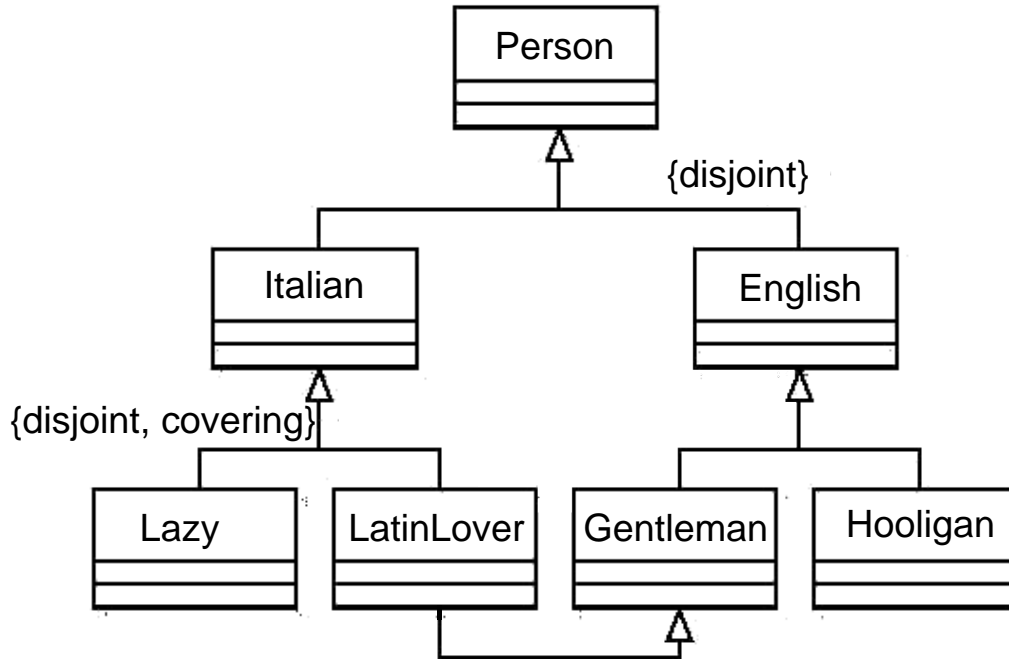 Person
{disjoint}
Italian
English
{disjoint, covering}
Lazy
LatinLover
Gentleman
Hooligan